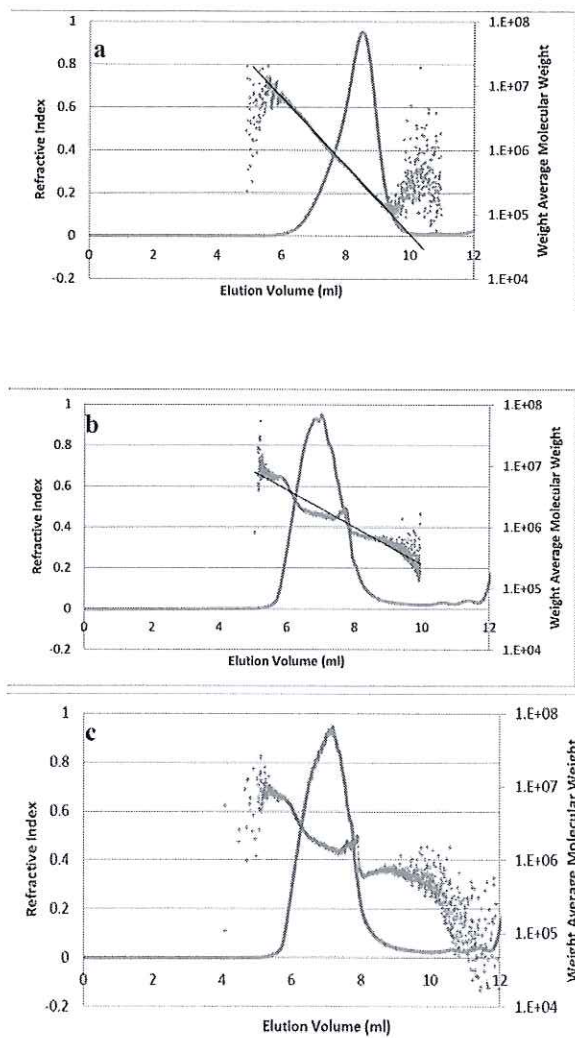 a
1
0.8
0.6
0.4
0.2
0
-0.2
0 2 4 6 8 10 12
1.E+08
1.E+07
1.E+06
1.E+05
1.E+04
Refractive Index
Weight Average Molecular Weight
Elution Volume (ml)
b
1
0.8
0.6
0.4
0.2
0
-0.2
0 2 4 6 8 10 12
1.E+08
1.E+07
1.E+06
1.E+05
1.E+04
Refractive Index
Weight Average Molecular Weight
Elution Volume (ml)
c
1
0.8
0.6
0.4
0.2
0
-0.2
0 2 4 6 8 10 12
1.E+08
1.E+07
1.E+06
1.E+05
1.E+04
Refractive Index
Weight Average Molecular Weight
Elution Volume (ml)